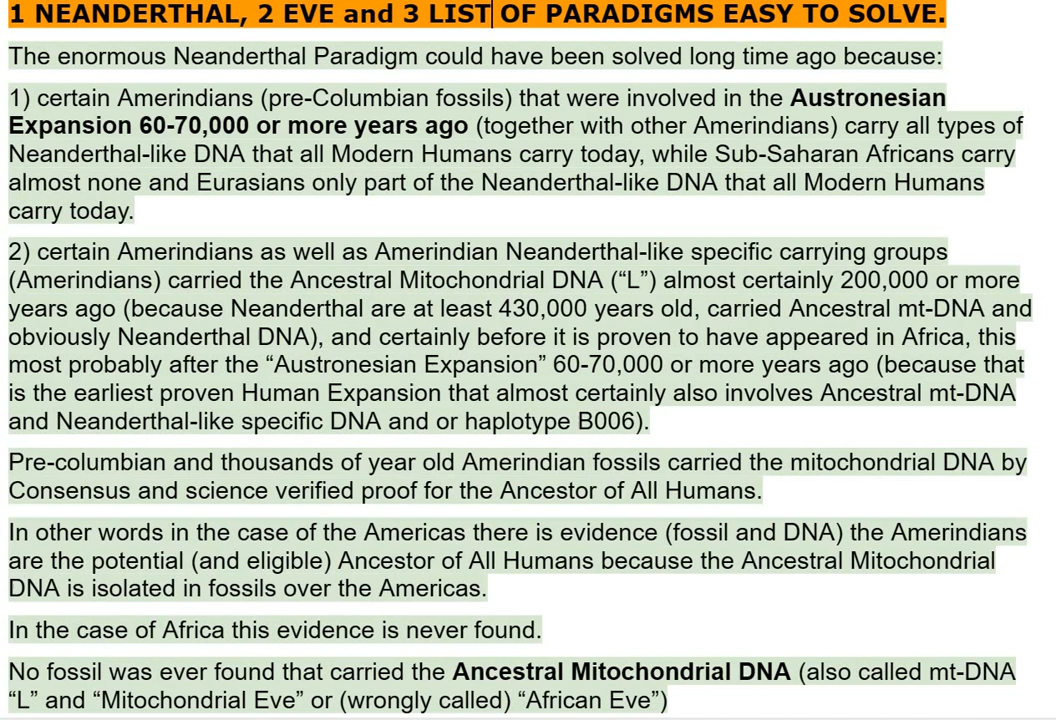 1 NEANDERTHAL, 2 EVE and 3 LIST OF PARADIGMS EASY TO SOLVE.
The enormous Neanderthal Paradigm could have been solved long time ago because:
1) certain Amerindians (pre-Columbian fossils) that were involved in the Austronesian
Expansion 60-70,000 or more years ago (together with other Amerindians) carry all types of
Neanderthal-like DNA that all Modern Humans carry today, while Sub-Saharan Africans carry
almost none and Eurasians only part of the Neanderthal-like DNA that all Modern Humans
carry today.
2) certain Amerindians as well as Amerindian Neanderthal-like specific carrying groups
(Amerindians) carried the Ancestral Mitochondrial DNA (“L”) almost certainly 200,000 or more
years ago (because Neanderthal are at least 430,000 years old, carried Ancestral mt-DNA and
obviously Neanderthal DNA), and certainly before it is proven to have appeared in Africa, this
most probably after the “Austronesian Expansion” 60-70,000 or more years ago (because that
is the earliest proven Human Expansion that almost certainly also involves Ancestral mt-DNA
and Neanderthal-like specific DNA and or haplotype B006).
Pre-columbian and thousands of year old Amerindian fossils carried the mitochondrial DNA by
Consensus and science verified proof for the Ancestor of All Humans.
In other words in the case of the Americas there is evidence (fossil and DNA) the Amerindians
are the potential (and eligible) Ancestor of All Humans because the Ancestral Mitochondrial
DNA is isolated in fossils over the Americas.
In the case of Africa this evidence is never found.
No fossil was ever found that carried the Ancestral Mitochondrial DNA (also called mt-DNA
“L” and “Mitochondrial Eve” or (wrongly called) “African Eve”)